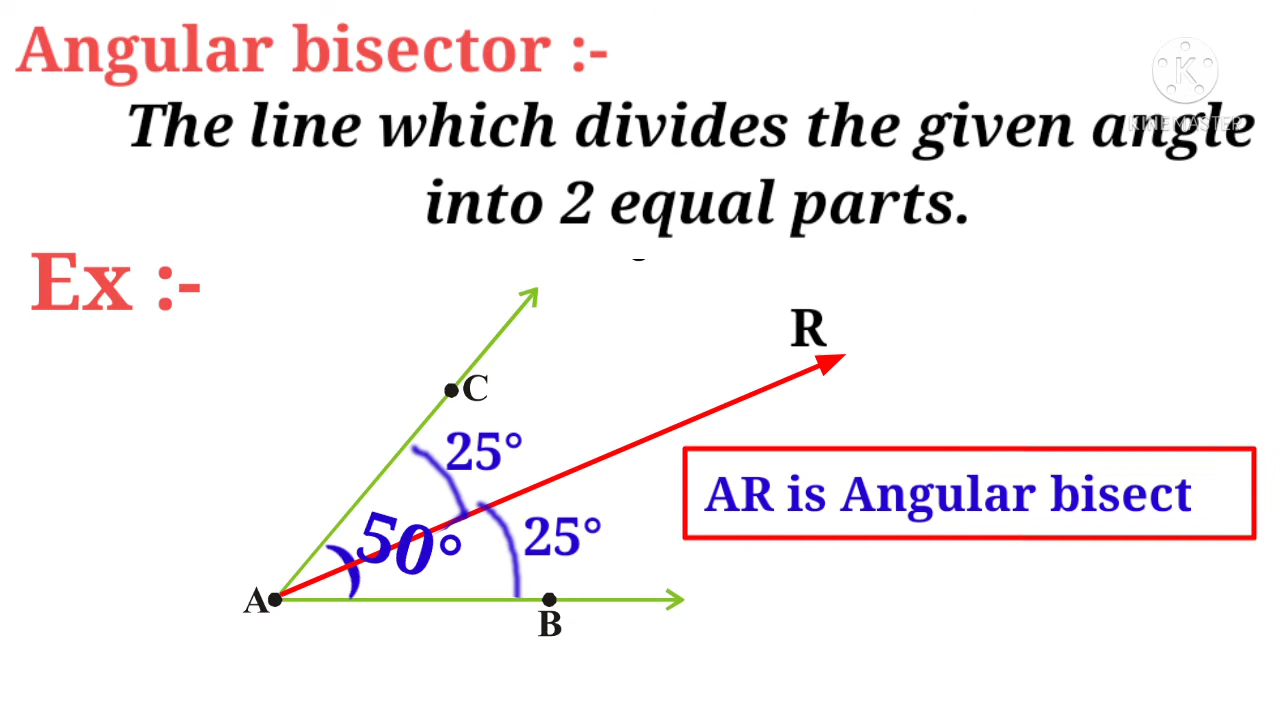 Angular bisector :-
K
KINEMASTER
The line which divides the given angle
into 2 equal parts.
Ex :-
R
C
25°
AR is Angular bisect
50°
25°
A
B